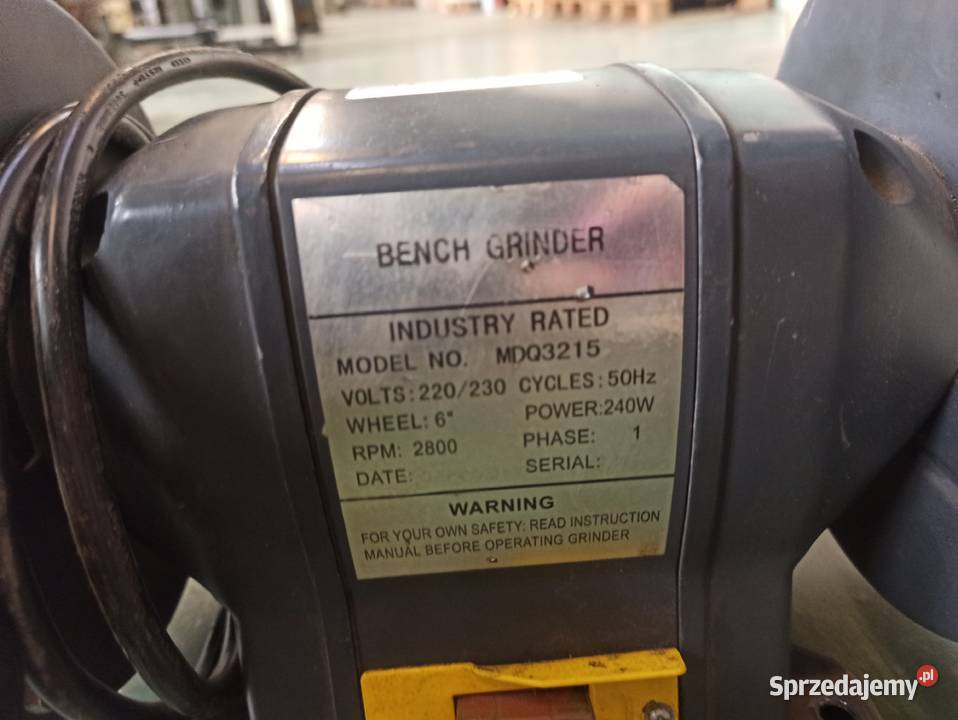 BENCH GRINDER
INDUSTRY RATED
MODEL NO. MDQ3215
VOLTS: 220/230 CYCLES: 50Hz
WHEEL: 6" POWER: 240W
RPM: 2800 PHASE: 1
DATE: SERIAL:
WARNING
FOR YOUR OWN SAFETY: READ INSTRUCTION
MANUAL BEFORE OPERATING GRINDER
Sprzedajemy.pl